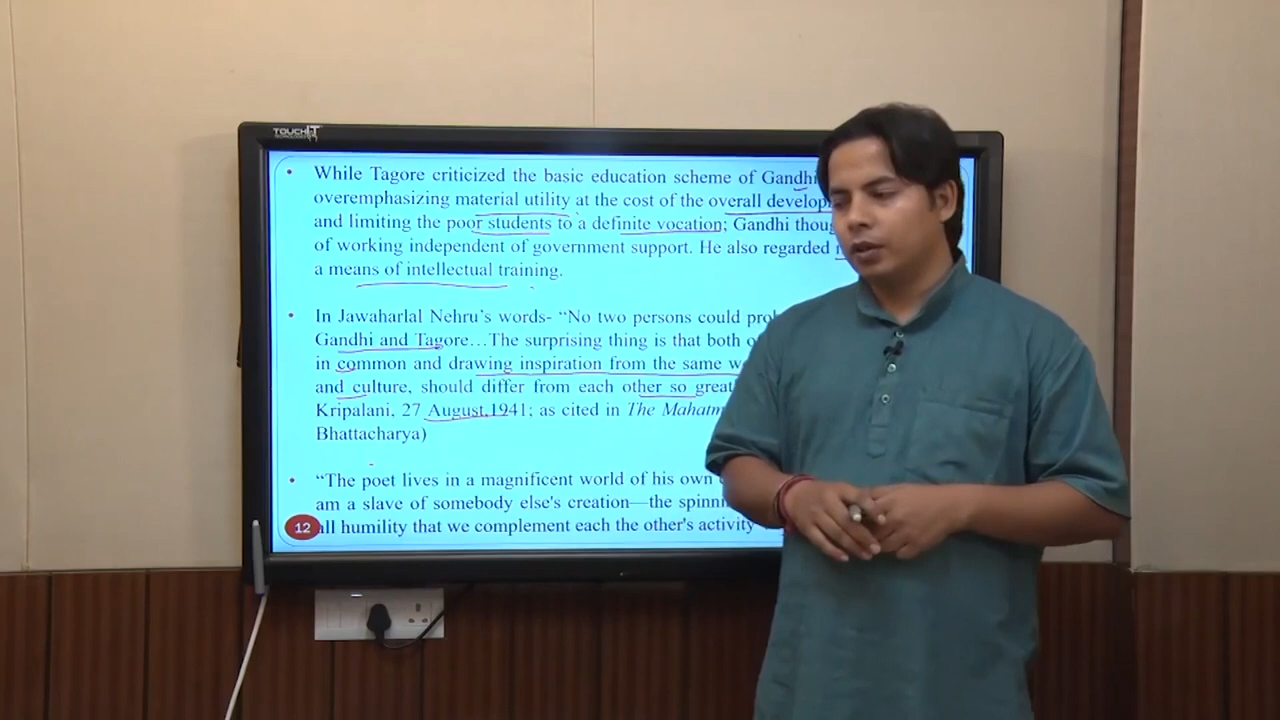 TOUCHIT
• While Tagore criticized the basic education scheme of Gandh
overemphasizing material utility at the cost of the overall develop
and limiting the poor students to a definite vocation; Gandhi thoug
of working independent of government support. He also regarded
a means of intellectual training.
• In Jawaharlal Nehru's words- “No two persons could pro
Gandhi and Tagore…The surprising thing is that both o
in common and drawing inspiration from the same w
and culture, should differ from each other so great
Kripalani, 27 August,1941; as cited in The Mahatm
Bhattacharya)
• “The poet lives in a magnificent world of his own
am a slave of somebody else's creation—the spinni
all humility that we complement each the other's activity
12